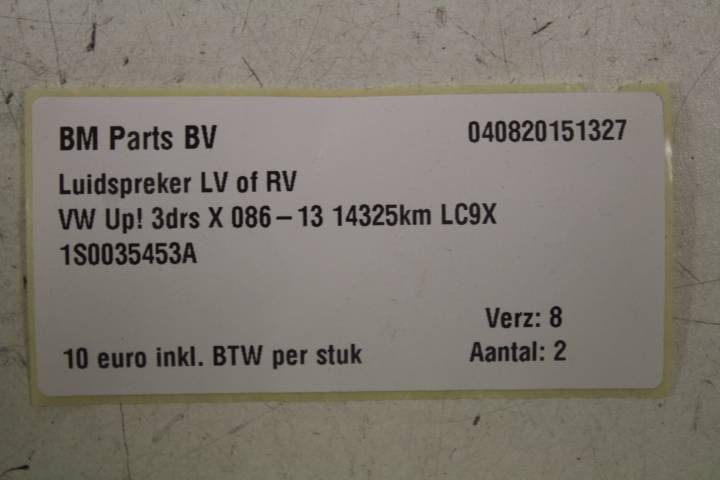 BM Parts BV 040820151327
Luidspreker LV of RV
VW Up! 3drs X 086-13 14325km LC9X
1S0035453A
Verz: 8
10 euro inkl. BTW per stuk Aantal: 2